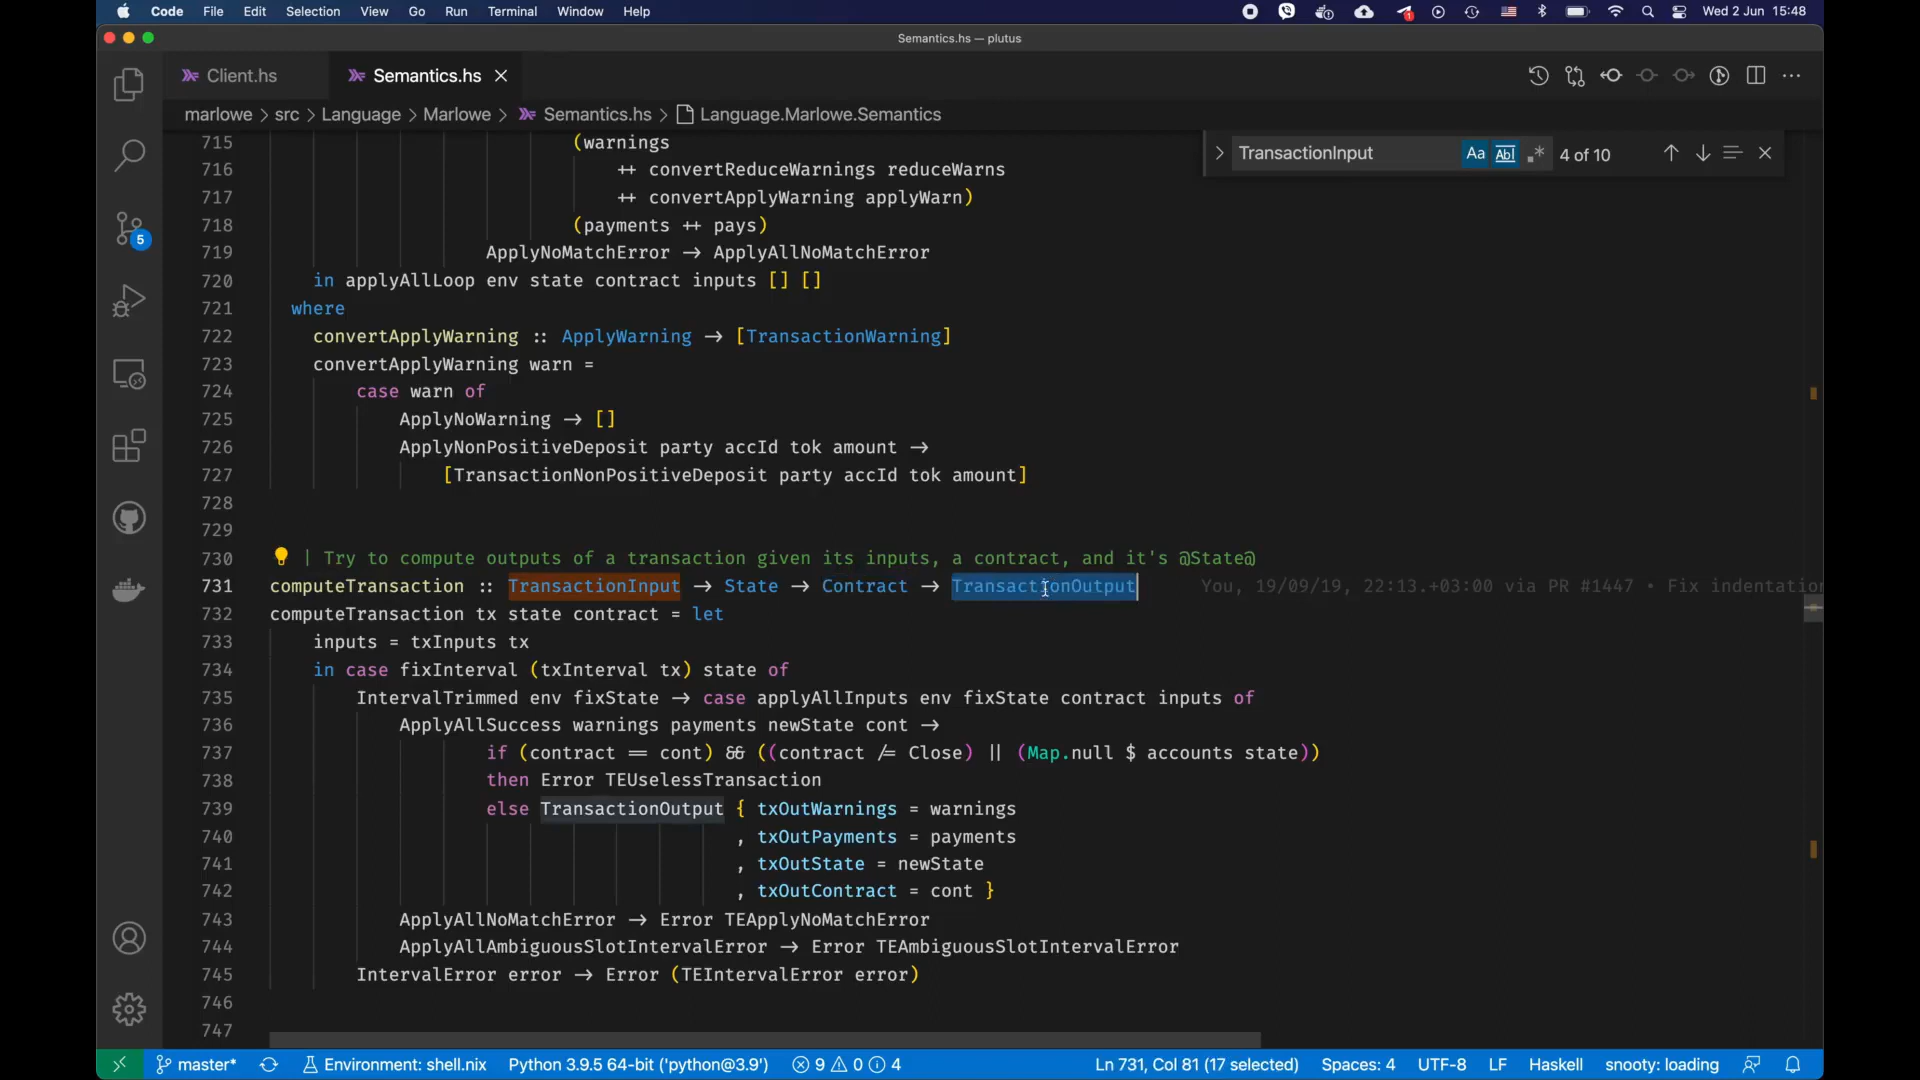 Code File Edit Selection View Go Run Terminal Window Help Wed 2 Jun 15:48
Semantics.hs — plutus
Client.hs Semantics.hs
marlowe > src > Language > Marlowe > Semantics.hs > Language.Marlowe.Semantics
TransactionInput Aa Abl .* 4 of 10
715 (warnings
716 ++ convertReduceWarnings reduceWarns
717 ++ convertApplyWarning applyWarn)
718 (payments ++ pays)
719 ApplyNoMatchError → ApplyAllNoMatchError
720 in applyAllLoop env state contract inputs [] []
721 where
722 convertApplyWarning :: ApplyWarning → [TransactionWarning]
723 convertApplyWarning warn =
724 case warn of
725 ApplyNoWarning → []
726 ApplyNonPositiveDeposit party accId tok amount →
727 [TransactionNonPositiveDeposit party accId tok amount]
728
729
730 | Try to compute outputs of a transaction given its inputs, a contract, and it's @State@
731 computeTransaction :: TransactionInput → State → Contract → TransactionOutput You, 19/09/19, 22:13.+03:00 via PR #1447 • Fix indentation
732 computeTransaction tx state contract = let
733 inputs = txInputs tx
734 in case fixInterval (txInterval tx) state of
735 IntervalTrimmed env fixState → case applyAllInputs env fixState contract inputs of
736 ApplyAllSuccess warnings payments newState cont →
737 if (contract == cont) && ((contract /= Close) || (Map.null $ accounts state))
738 then Error TEUselessTransaction
739 else TransactionOutput { txOutWarnings = warnings
740 , txOutPayments = payments
741 , txOutState = newState
742 , txOutContract = cont }
743 ApplyAllNoMatchError → Error TEApplyNoMatchError
744 ApplyAllAmbiguousSlotIntervalError → Error TEAmbiguousSlotIntervalError
745 IntervalError error → Error (TEIntervalError error)
746
747
5
1
master* Environment: shell.nix Python 3.9.5 64-bit ('python@3.9') 9 0 4 Ln 731, Col 81 (17 selected) Spaces: 4 UTF-8 LF Haskell snooty: loading